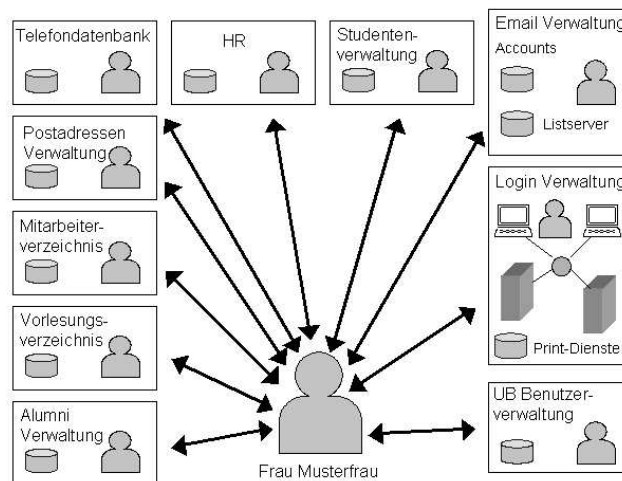 Telefondatenbank
HR
Studenten-
verwaltung
Email Verwaltung
Accounts
Listserver
Postadressen
Verwaltung
Login Verwaltung
Print-Dienste
Mitarbeiter-
verzeichnis
Vorlesungs-
verzeichnis
Alumni
Verwaltung
UB Benutzer-
verwaltung
Frau Musterfrau